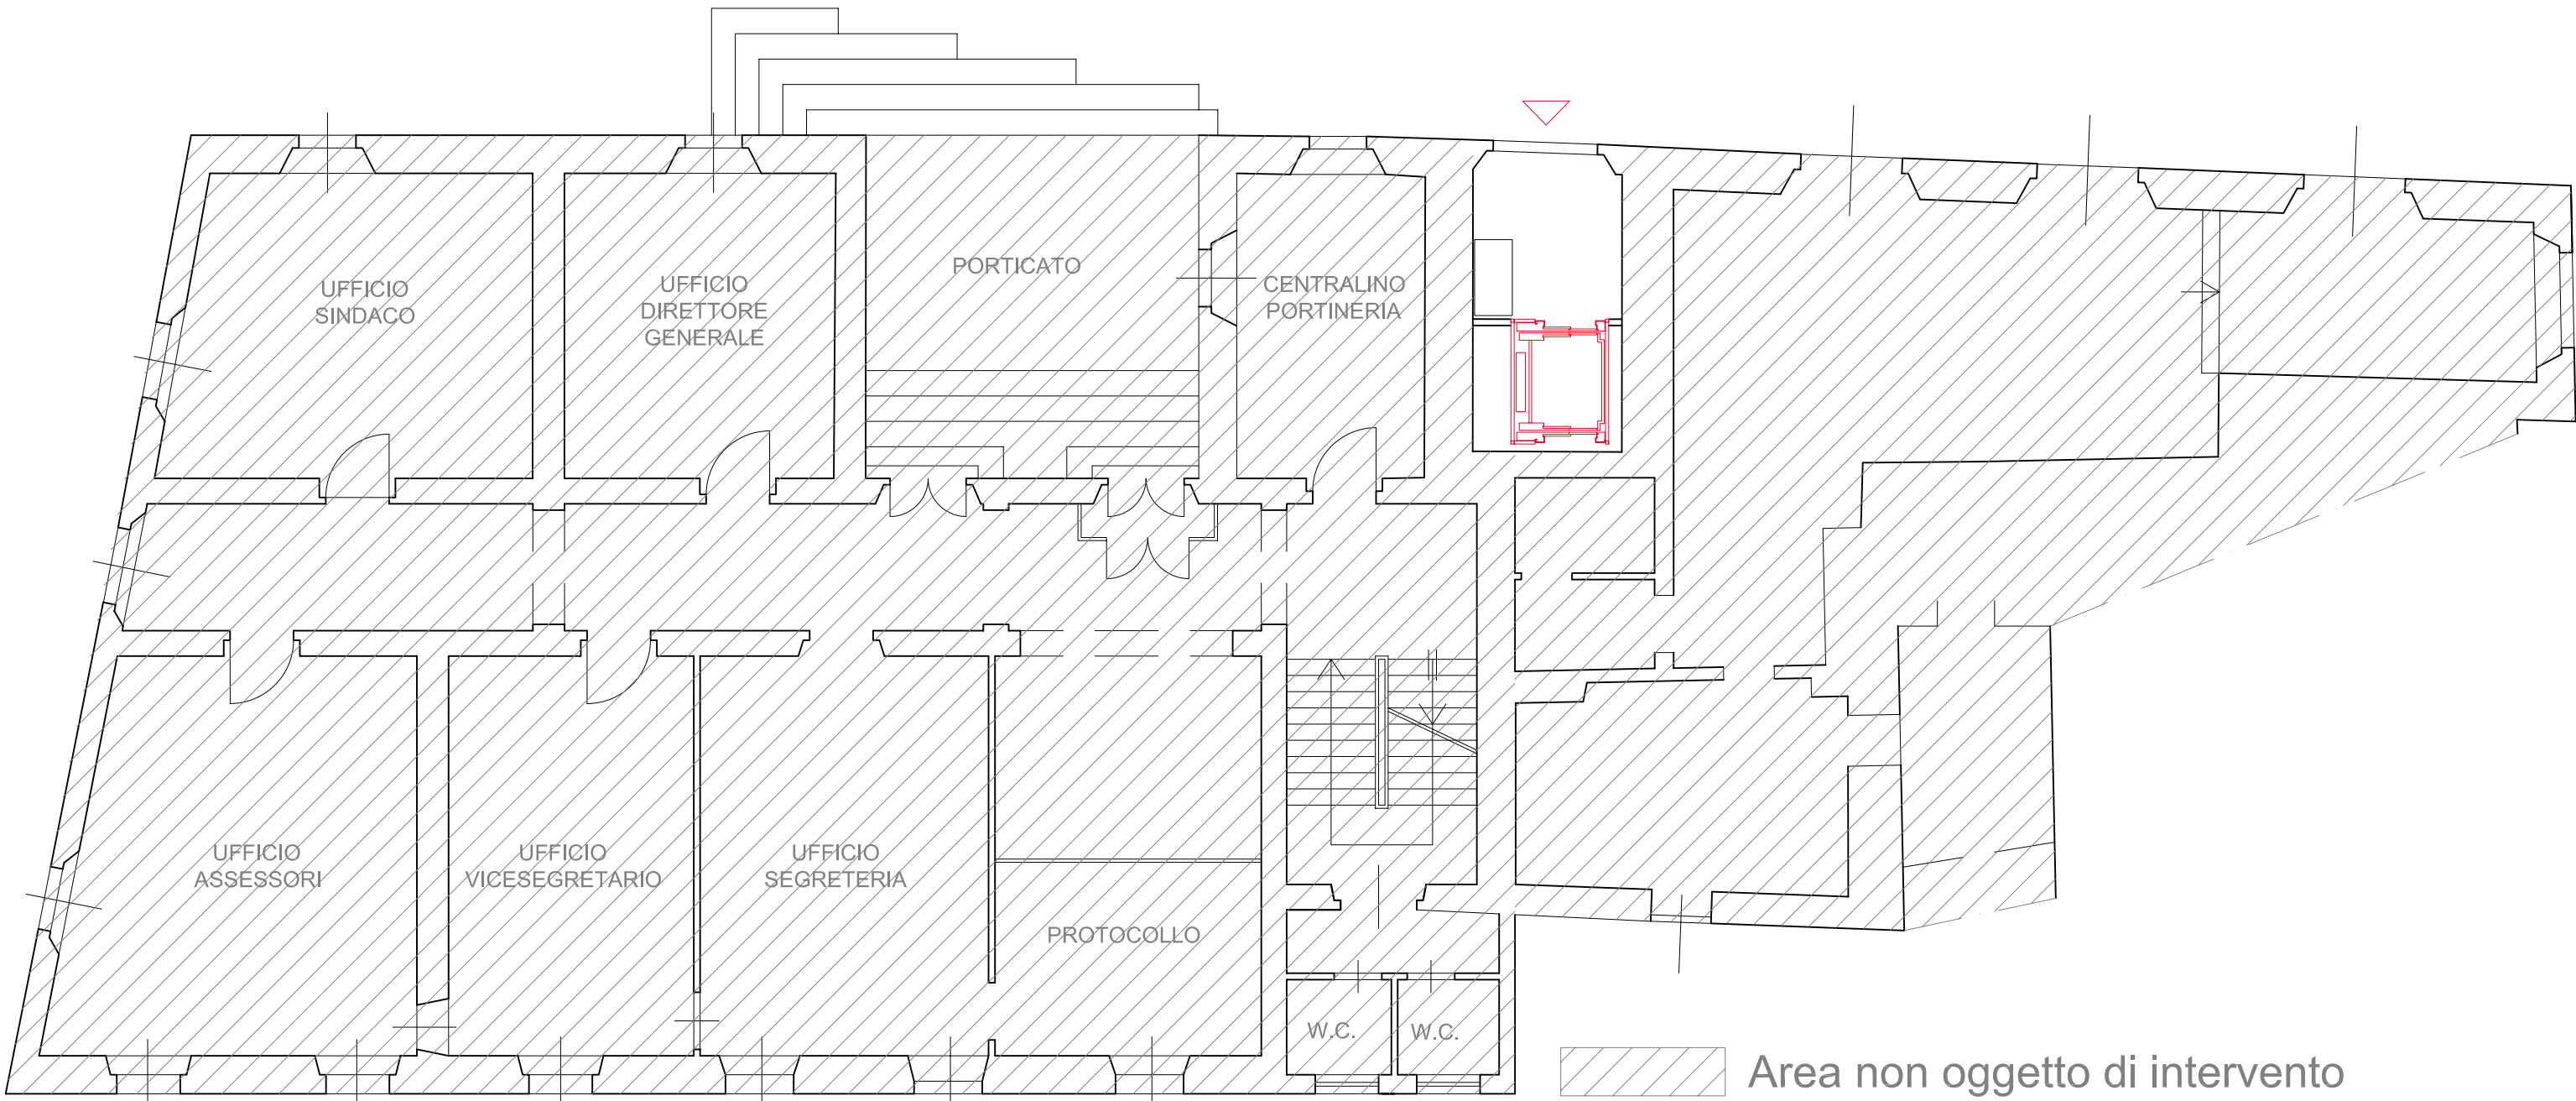 PORTICATO
UFFICIO
SINDACO
UFFICIO
DIRETTORE
GENERALE
CENTRALINO
PORTINERIA
UFFICIO
ASSESSORI
UFFICIO
VICESEGRETARIO
UFFICIO
SEGRETERIA
PROTOCOLLO
W.C.
W.C.
Area non oggetto di intervento